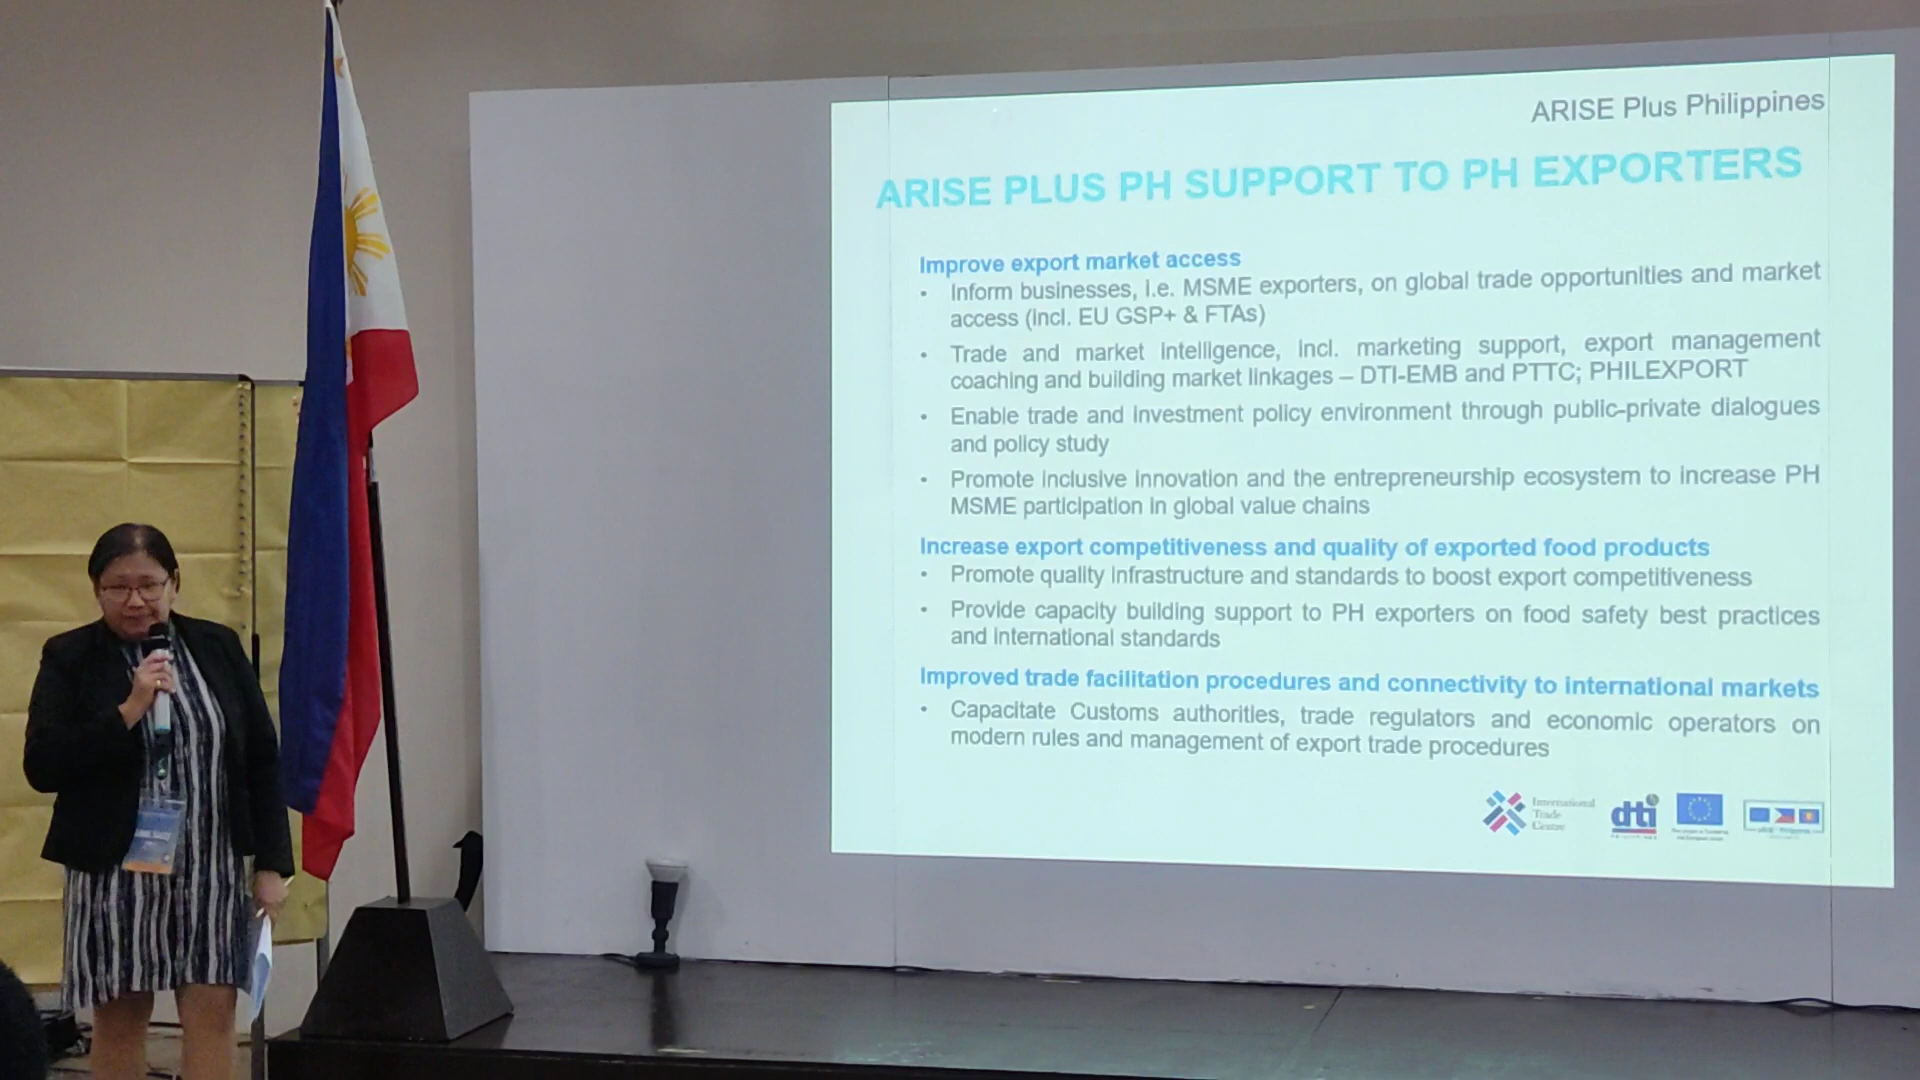 ARISE Plus Philippines
ARISE PLUS PH SUPPORT TO PH EXPORTERS
Improve export market access
• Inform businesses, i.e. MSME exporters, on global trade opportunities and market
access (incl. EU GSP+ & FTAs)
• Trade and market intelligence, incl. marketing support, export management
coaching and building market linkages – DTI-EMB and PTTC; PHILEXPORT
• Enable trade and investment policy environment through public-private dialogues
and policy study
• Promote inclusive innovation and the entrepreneurship ecosystem to increase PH
MSME participation in global value chains
Increase export competitiveness and quality of exported food products
• Promote quality infrastructure and standards to boost export competitiveness
• Provide capacity building support to PH exporters on food safety best practices
and international standards
Improved trade facilitation procedures and connectivity to international markets
• Capacitate Customs authorities, trade regulators and economic operators on
modern rules and management of export trade procedures
International
Trade
Centre
dti